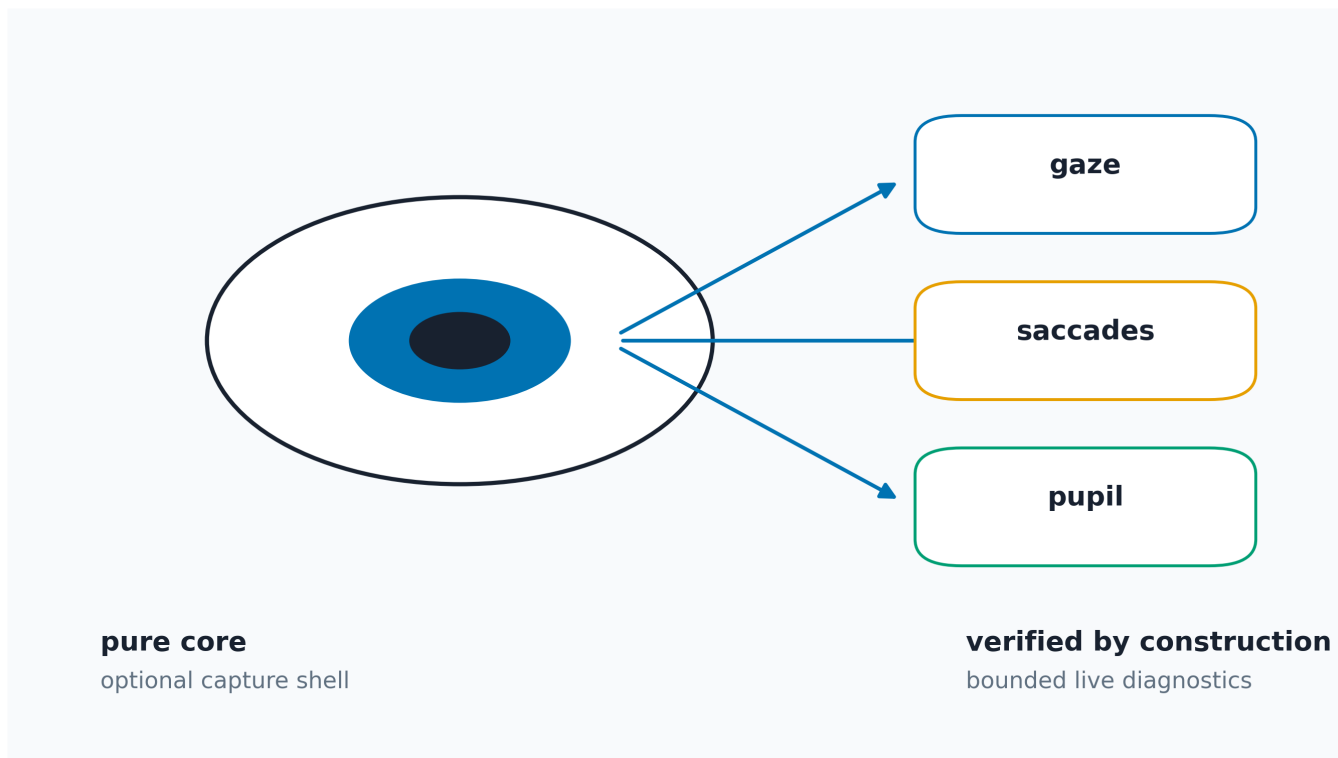 gaze
saccades
pupil
pure core
optional capture shell
verified by construction
bounded live diagnostics